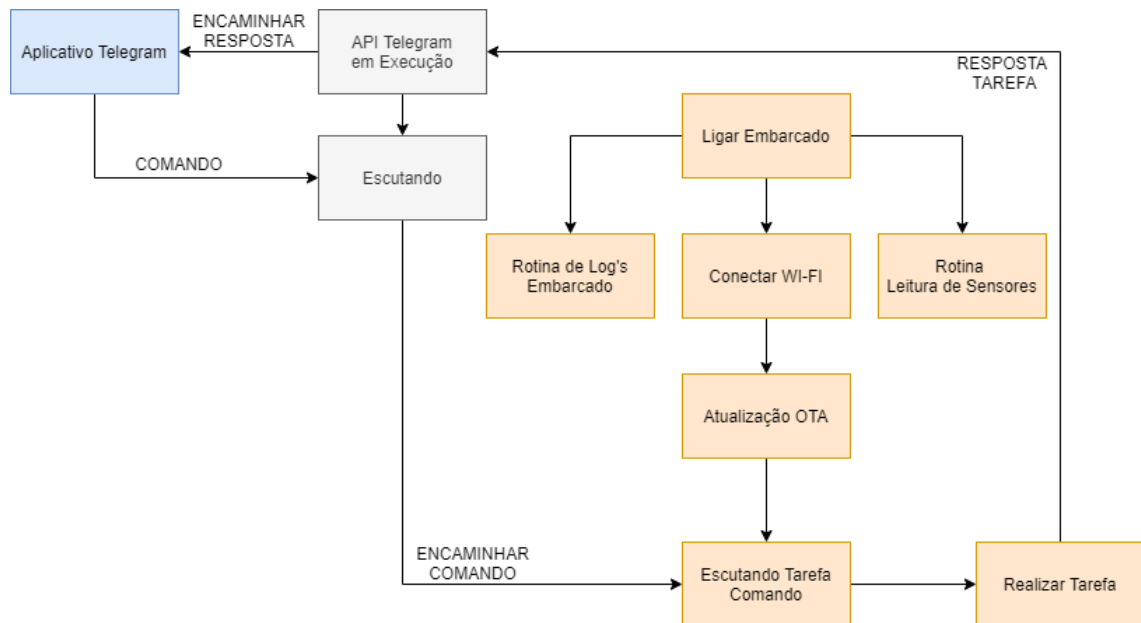 Aplicativo Telegram
ENCAMINHAR
RESPOSTA
API Telegram
em Execução
RESPOSTA
TAREFA
Ligar Embarcado
COMANDO
Escutando
Rotina de Log's
Embarcado
Conectar WI-FI
Rotina
Leitura de Sensores
Atualização OTA
ENCAMINHAR
COMANDO
Escutando Tarefa
Comando
Realizar Tarefa